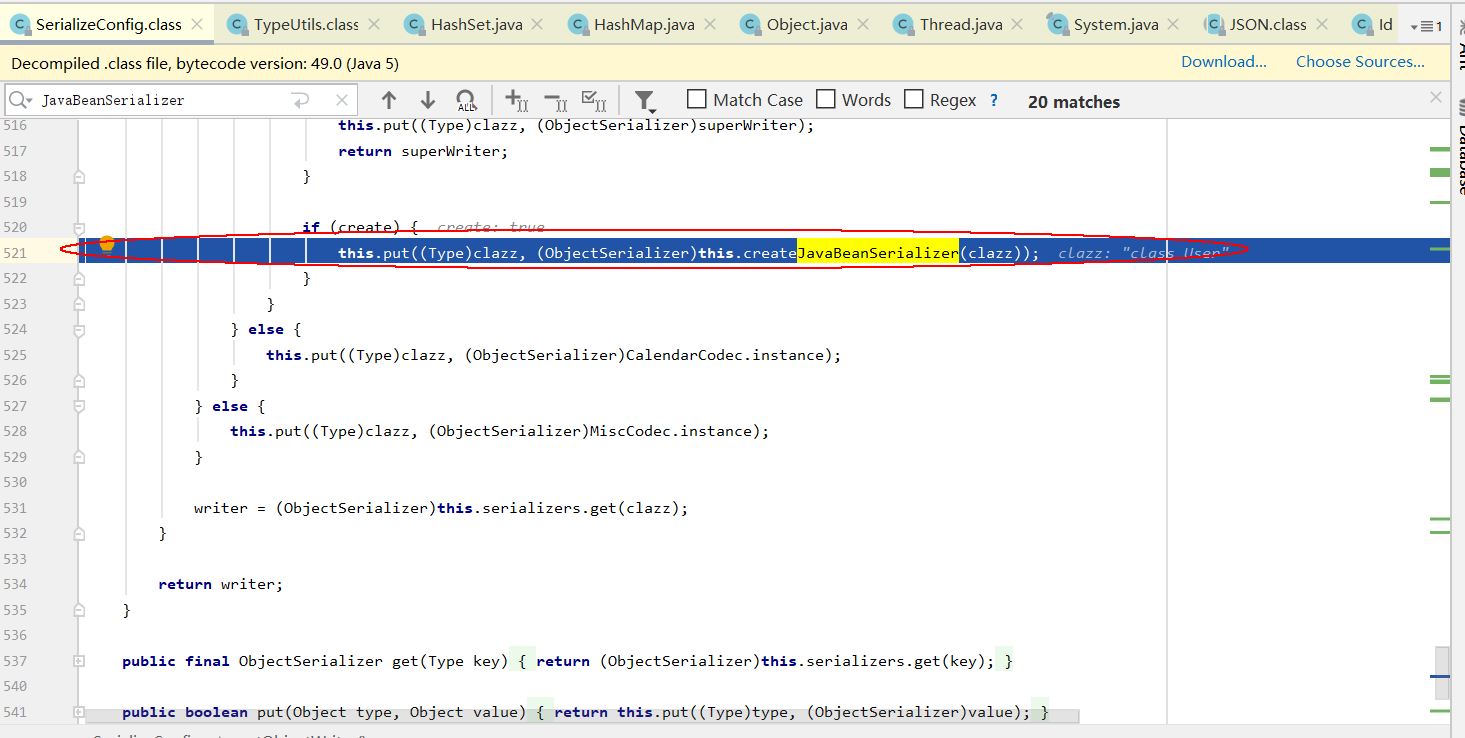 SerializeConfig.class TypeUtils.class HashSet.java HashMap.java Object.java Thread.java System.java JSON.class Id 1
Decompiled .class file, bytecode version: 49.0 (Java 5) Download... Choose Sources...
JavaBeanSerializer ALL Match Case Words Regex ? 20 matches
516 this.put((Type)clazz, (ObjectSerializer)superWriter);
517 return superWriter;
518 }
519
520 if (create) { create: true
521 this.put((Type)clazz, (ObjectSerializer)this.createJavaBeanSerializer(clazz)); clazz: "class User"
522 }
523 }
524 } else {
525 this.put((Type)clazz, (ObjectSerializer)CalendarCodec.instance);
526 }
527 } else {
528 this.put((Type)clazz, (ObjectSerializer)MiscCodec.instance);
529 }
530
531 writer = (ObjectSerializer)this.serializers.get(clazz);
532 }
533
534 return writer;
535 }
536
537 public final ObjectSerializer get(Type key) { return (ObjectSerializer)this.serializers.get(key); }
540
541 public boolean put(Object type, Object value) { return this.put((Type)type, (ObjectSerializer)value); }
Ant
Database